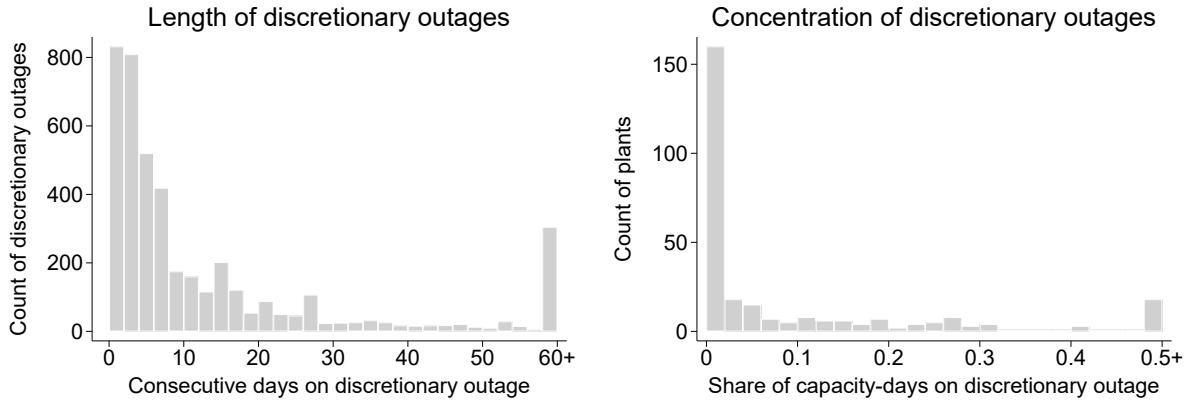 Length of discretionary outages
Count of discretionary outages
800
600
400
200
0
0 10 20 30 40 50 60+
Consecutive days on discretionary outage
Concentration of discretionary outages
Count of plants
150
100
50
0
0 0.1 0.2 0.3 0.4 0.5+
Share of capacity-days on discretionary outage